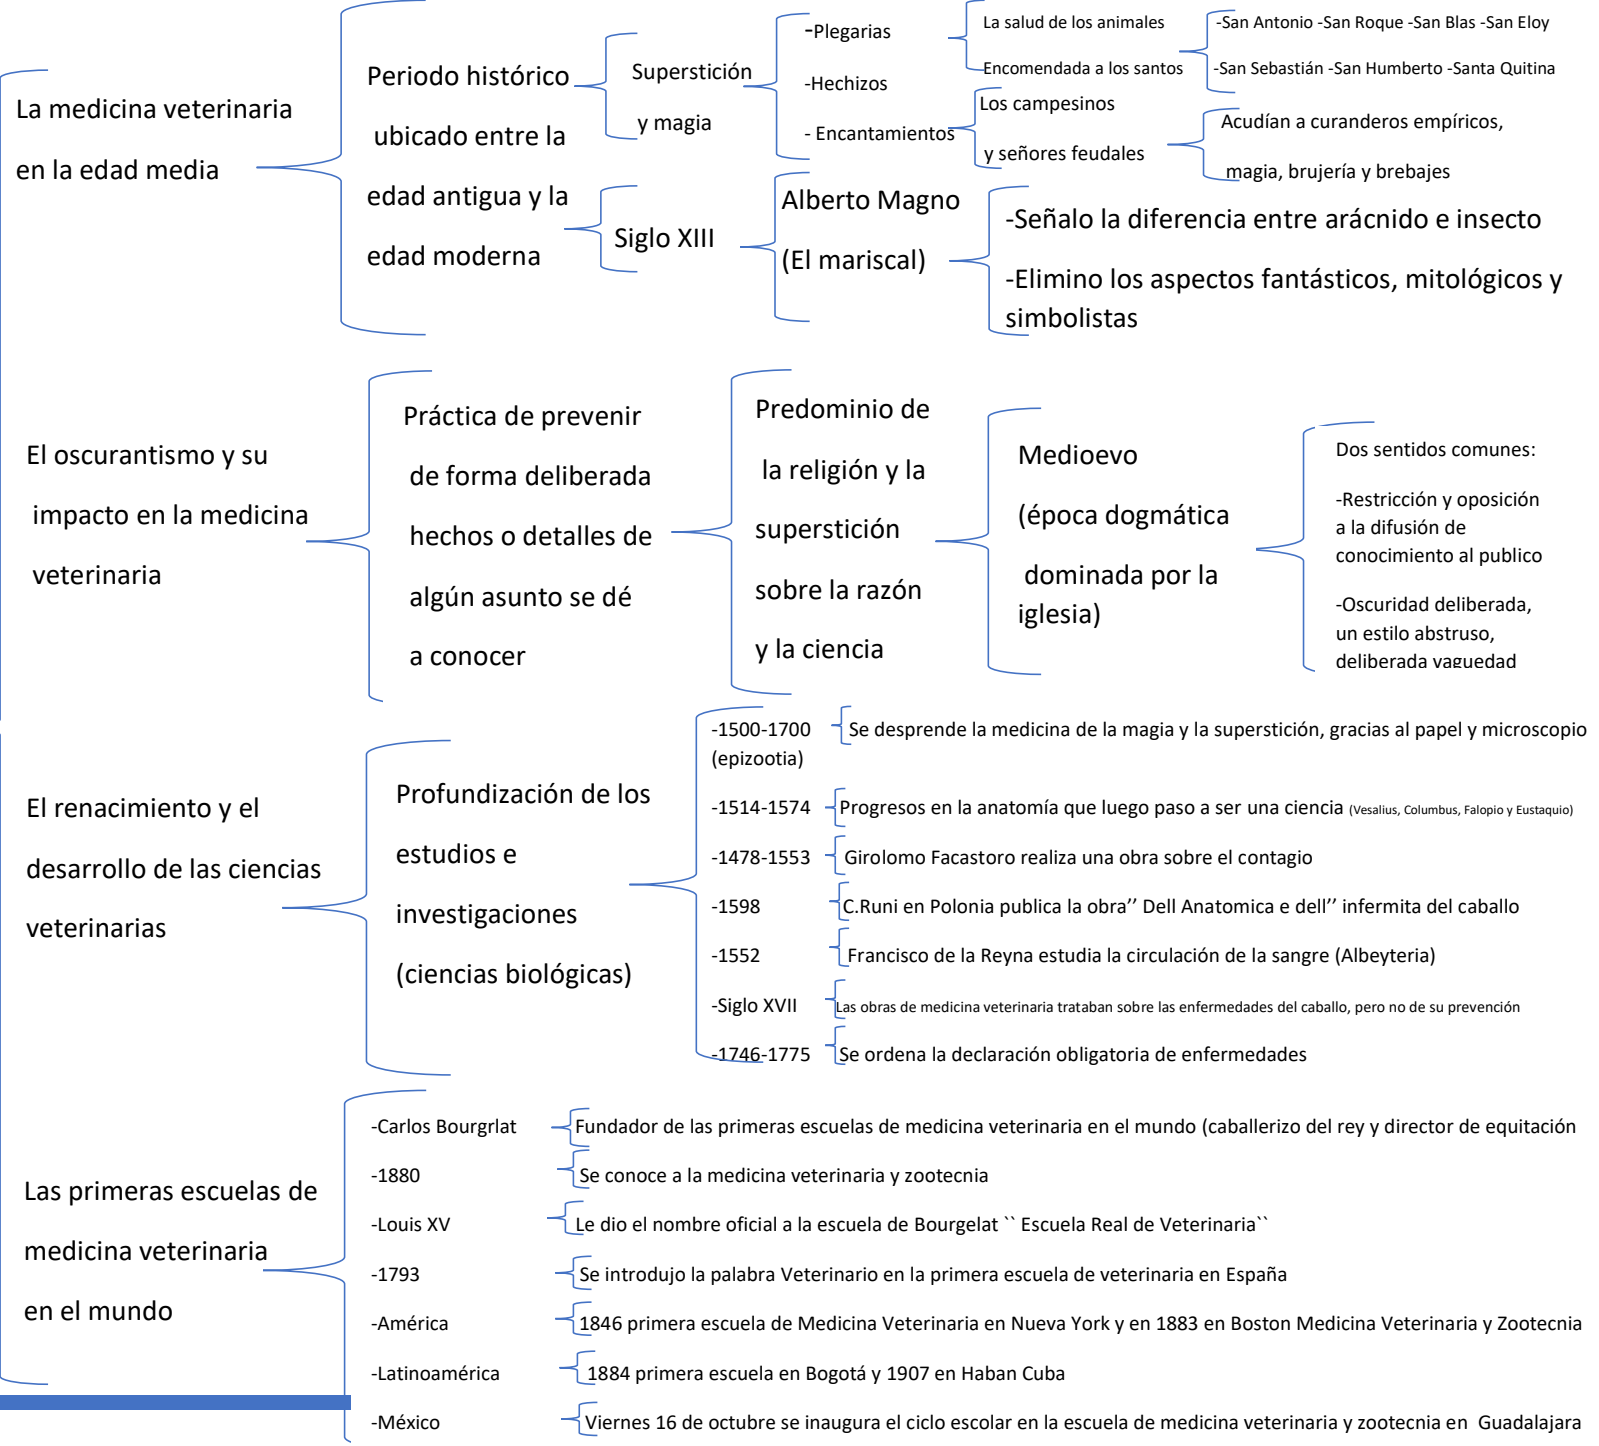 La medicina veterinaria
en la edad media
Periodo histórico
ubicado entre la
edad antigua y la
edad moderna
Superstición
y magia
-Plegarias
-Hechizos
- Encantamientos
La salud de los animales
Encomendada a los santos
-San Antonio -San Roque -San Blas -San Eloy
-San Sebastián -San Humberto -Santa Quitina
Los campesinos
y señores feudales
Acudían a curanderos empíricos,
magia, brujería y brebajes
Siglo XIII
Alberto Magno
(El mariscal)
-Señalo la diferencia entre arácnido e insecto
-Elimino los aspectos fantásticos, mitológicos y
simbolistas
El oscurantismo y su
impacto en la medicina
veterinaria
Práctica de prevenir
de forma deliberada
hechos o detalles de
algún asunto se dé
a conocer
Predominio de
la religión y la
superstición
sobre la razón
y la ciencia
Medioevo
(época dogmática
dominada por la
iglesia)
Dos sentidos comunes:
-Restricción y oposición
a la difusión de
conocimiento al publico
-Oscuridad deliberada,
un estilo abstruso,
deliberada vaguedad
El renacimiento y el
desarrollo de las ciencias
veterinarias
Profundización de los
estudios e
investigaciones
(ciencias biológicas)
-1500-1700
(epizootia)
Se desprende la medicina de la magia y la superstición, gracias al papel y microscopio
-1514-1574
Progresos en la anatomía que luego paso a ser una ciencia (Vesalius, Columbus, Falopio y Eustaquio)
-1478-1553
Girolomo Facastoro realiza una obra sobre el contagio
-1598
C.Runi en Polonia publica la obra’’ Dell Anatomica e dell’’ infermita del caballo
-1552
Francisco de la Reyna estudia la circulación de la sangre (Albeyteria)
-Siglo XVII
Las obras de medicina veterinaria trataban sobre las enfermedades del caballo, pero no de su prevención
-1746-1775
Se ordena la declaración obligatoria de enfermedades
Las primeras escuelas de
medicina veterinaria
en el mundo
-Carlos Bourgrlat
Fundador de las primeras escuelas de medicina veterinaria en el mundo (caballerizo del rey y director de equitación
-1880
Se conoce a la medicina veterinaria y zootecnia
-Louis XV
Le dio el nombre oficial a la escuela de Bourgelat `` Escuela Real de Veterinaria``
-1793
Se introdujo la palabra Veterinario en la primera escuela de veterinaria en España
-América
1846 primera escuela de Medicina Veterinaria en Nueva York y en 1883 en Boston Medicina Veterinaria y Zootecnia
-Latinoamérica
1884 primera escuela en Bogotá y 1907 en Haban Cuba
-México
Viernes 16 de octubre se inaugura el ciclo escolar en la escuela de medicina veterinaria y zootecnia en  Guadalajara